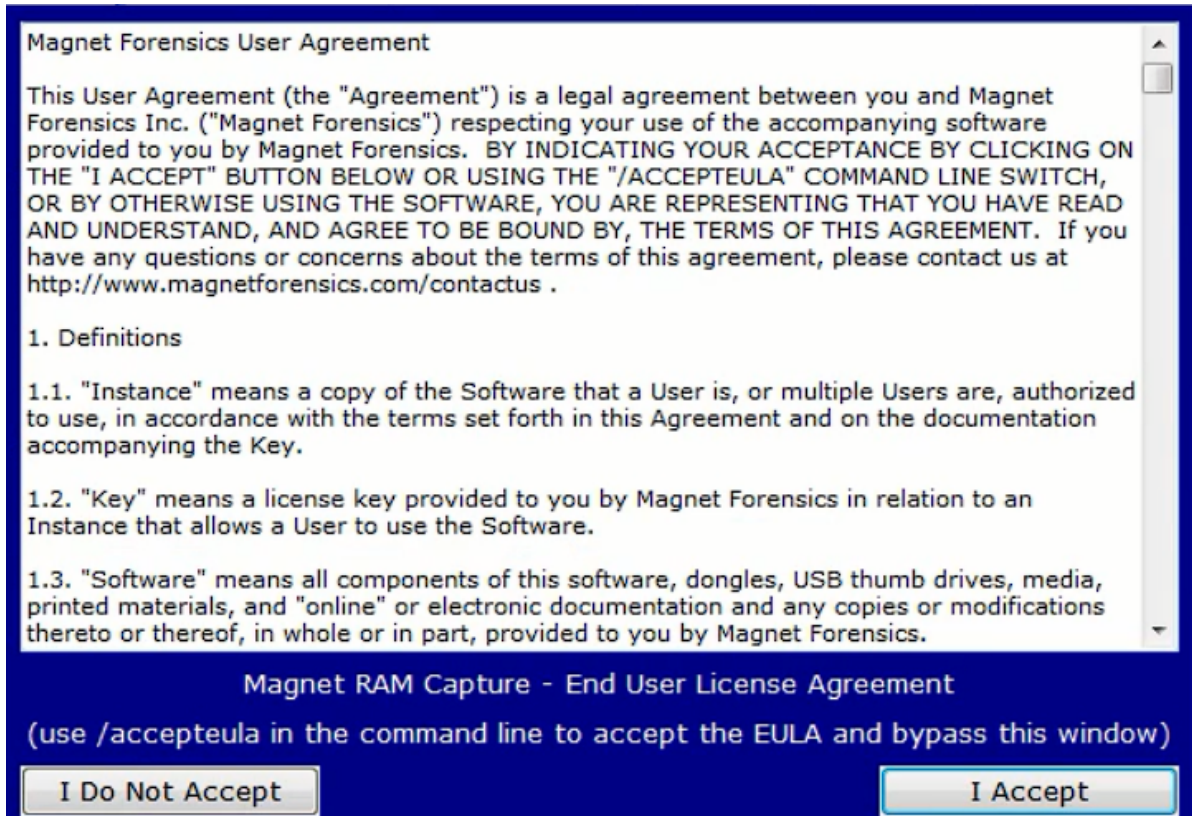 Magnet Forensics User Agreement
This User Agreement (the "Agreement") is a legal agreement between you and Magnet
Forensics Inc. ("Magnet Forensics") respecting your use of the accompanying software
provided to you by Magnet Forensics.  BY INDICATING YOUR ACCEPTANCE BY CLICKING ON
THE "I ACCEPT" BUTTON BELOW OR USING THE "/ACCEPTEULA" COMMAND LINE SWITCH,
OR BY OTHERWISE USING THE SOFTWARE, YOU ARE REPRESENTING THAT YOU HAVE READ
AND UNDERSTAND, AND AGREE TO BE BOUND BY, THE TERMS OF THIS AGREEMENT.  If you
have any questions or concerns about the terms of this agreement, please contact us at
http://www.magnetforensics.com/contactus .
1. Definitions
1.1. "Instance" means a copy of the Software that a User is, or multiple Users are, authorized
to use, in accordance with the terms set forth in this Agreement and on the documentation
accompanying the Key.
1.2. "Key" means a license key provided to you by Magnet Forensics in relation to an
Instance that allows a User to use the Software.
1.3. "Software" means all components of this software, dongles, USB thumb drives, media,
printed materials, and "online" or electronic documentation and any copies or modifications
thereto or thereof, in whole or in part, provided to you by Magnet Forensics.
Magnet RAM Capture - End User License Agreement
(use /accepteula in the command line to accept the EULA and bypass this window)
I Do Not Accept
I Accept